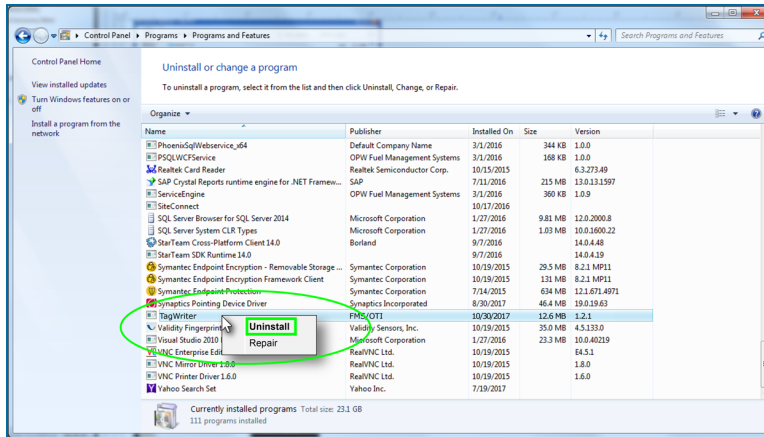 Control Panel ▸ Programs ▸ Programs and Features
Search Programs and Features
Control Panel Home
View installed updates
Turn Windows features on or
off
Install a program from the
network
Uninstall or change a program
To uninstall a program, select it from the list and then click Uninstall, Change, or Repair.
Organize
Name Publisher Installed On Size Version
PhoenixSqlWebservice_x64 Default Company Name 3/1/2016 344 KB 1.0.0
PSQLWCFService OPW Fuel Management Systems 3/1/2016 168 KB 1.0.0
Realtek Card Reader Realtek Semiconductor Corp. 10/15/2015 6.3.273.49
SAP Crystal Reports runtime engine for .NET Framew... SAP 7/11/2016 215 MB 13.0.13.1597
ServiceEngine OPW Fuel Management Systems 3/1/2016 360 KB 1.0.9
SiteConnect 10/17/2016
SQL Server Browser for SQL Server 2014 Microsoft Corporation 1/27/2016 9.81 MB 12.0.2000.8
SQL Server System CLR Types Microsoft Corporation 1/27/2016 1.03 MB 10.0.1600.22
StarTeam Cross-Platform Client 14.0 Borland 9/7/2016 14.0.4.48
StarTeam SDK Runtime 14.0 9/7/2016 14.0.4.19
Symantec Endpoint Encryption - Removable Storage ... Symantec Corporation 10/19/2015 29.5 MB 8.2.1 MP11
Symantec Endpoint Encryption Framework Client Symantec Corporation 10/19/2015 131 MB 8.2.1 MP11
Symantec Endpoint Protection Symantec Corporation 7/14/2015 634 MB 12.1.671.4971
Synaptics Pointing Device Driver Synaptics Incorporated 8/30/2017 46.4 MB 19.0.19.63
TagWriter FMS/OTI 10/30/2017 12.6 MB 1.2.1
Validity Fingerprint Validity Sensors, Inc. 10/19/2015 35.0 MB 4.5.133.0
Uninstall
Visual Studio 2010 Microsoft Corporation 1/27/2016 23.3 MB 10.0.40219
Repair
VNC Enterprise Edi RealVNC Ltd. 10/19/2015 E4.5.1
VNC Mirror Driver 1.8.0 RealVNC Ltd. 10/19/2015 1.8.0
VNC Printer Driver 1.6.0 RealVNC Ltd. 10/19/2015 1.6.0
Yahoo Search Set Yahoo Inc. 7/19/2017
Currently installed programs Total size: 23.1 GB
111 programs installed